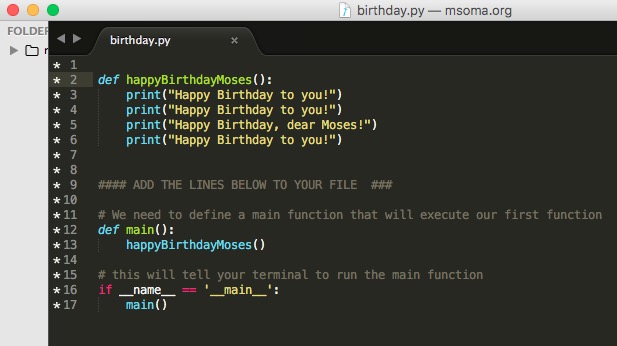 birthday.py — msoma.org
FOLDER
birthday.py ×
* 1
* 2 def happyBirthdayMoses():
* 3     print("Happy Birthday to you!")
* 4     print("Happy Birthday to you!")
* 5     print("Happy Birthday, dear Moses!")
* 6     print("Happy Birthday to you!")
* 7
* 8
* 9 #### ADD THE LINES BELOW TO YOUR FILE  ###
*10
*11 # We need to define a main function that will execute our first function
*12 def main():
*13     happyBirthdayMoses()
*14
*15 # this will tell your terminal to run the main function
*16 if __name__ == '__main__':
*17     main()